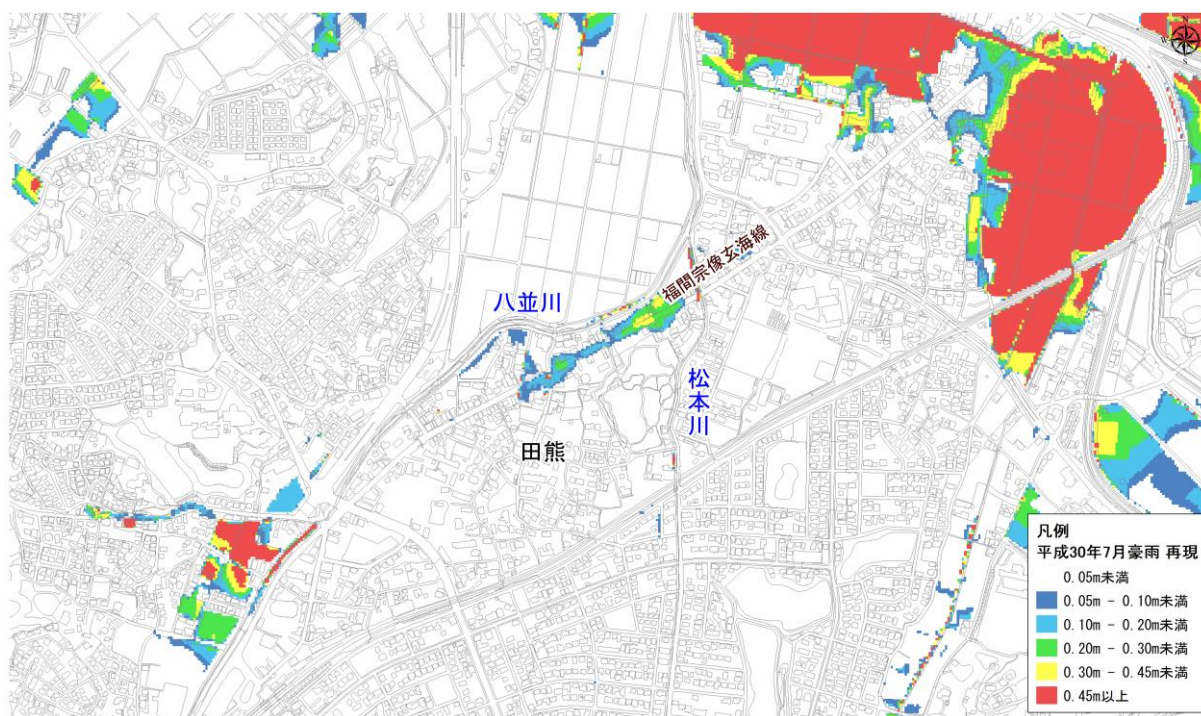 N
W
S
福間宗像玄海線
八並川
松本川
田熊
凡例
平成30年7月豪雨 再現
0.05m未満
0.05m - 0.10m未満
0.10m - 0.20m未満
0.20m - 0.30m未満
0.30m - 0.45m未満
0.45m以上